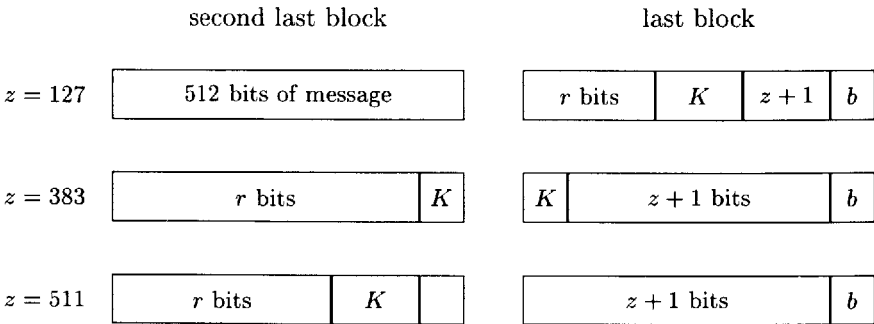 second last block last block
z = 127 512 bits of message r bits K z + 1 b
z = 383 r bits K K z + 1 bits b
z = 511 r bits K z + 1 bits b